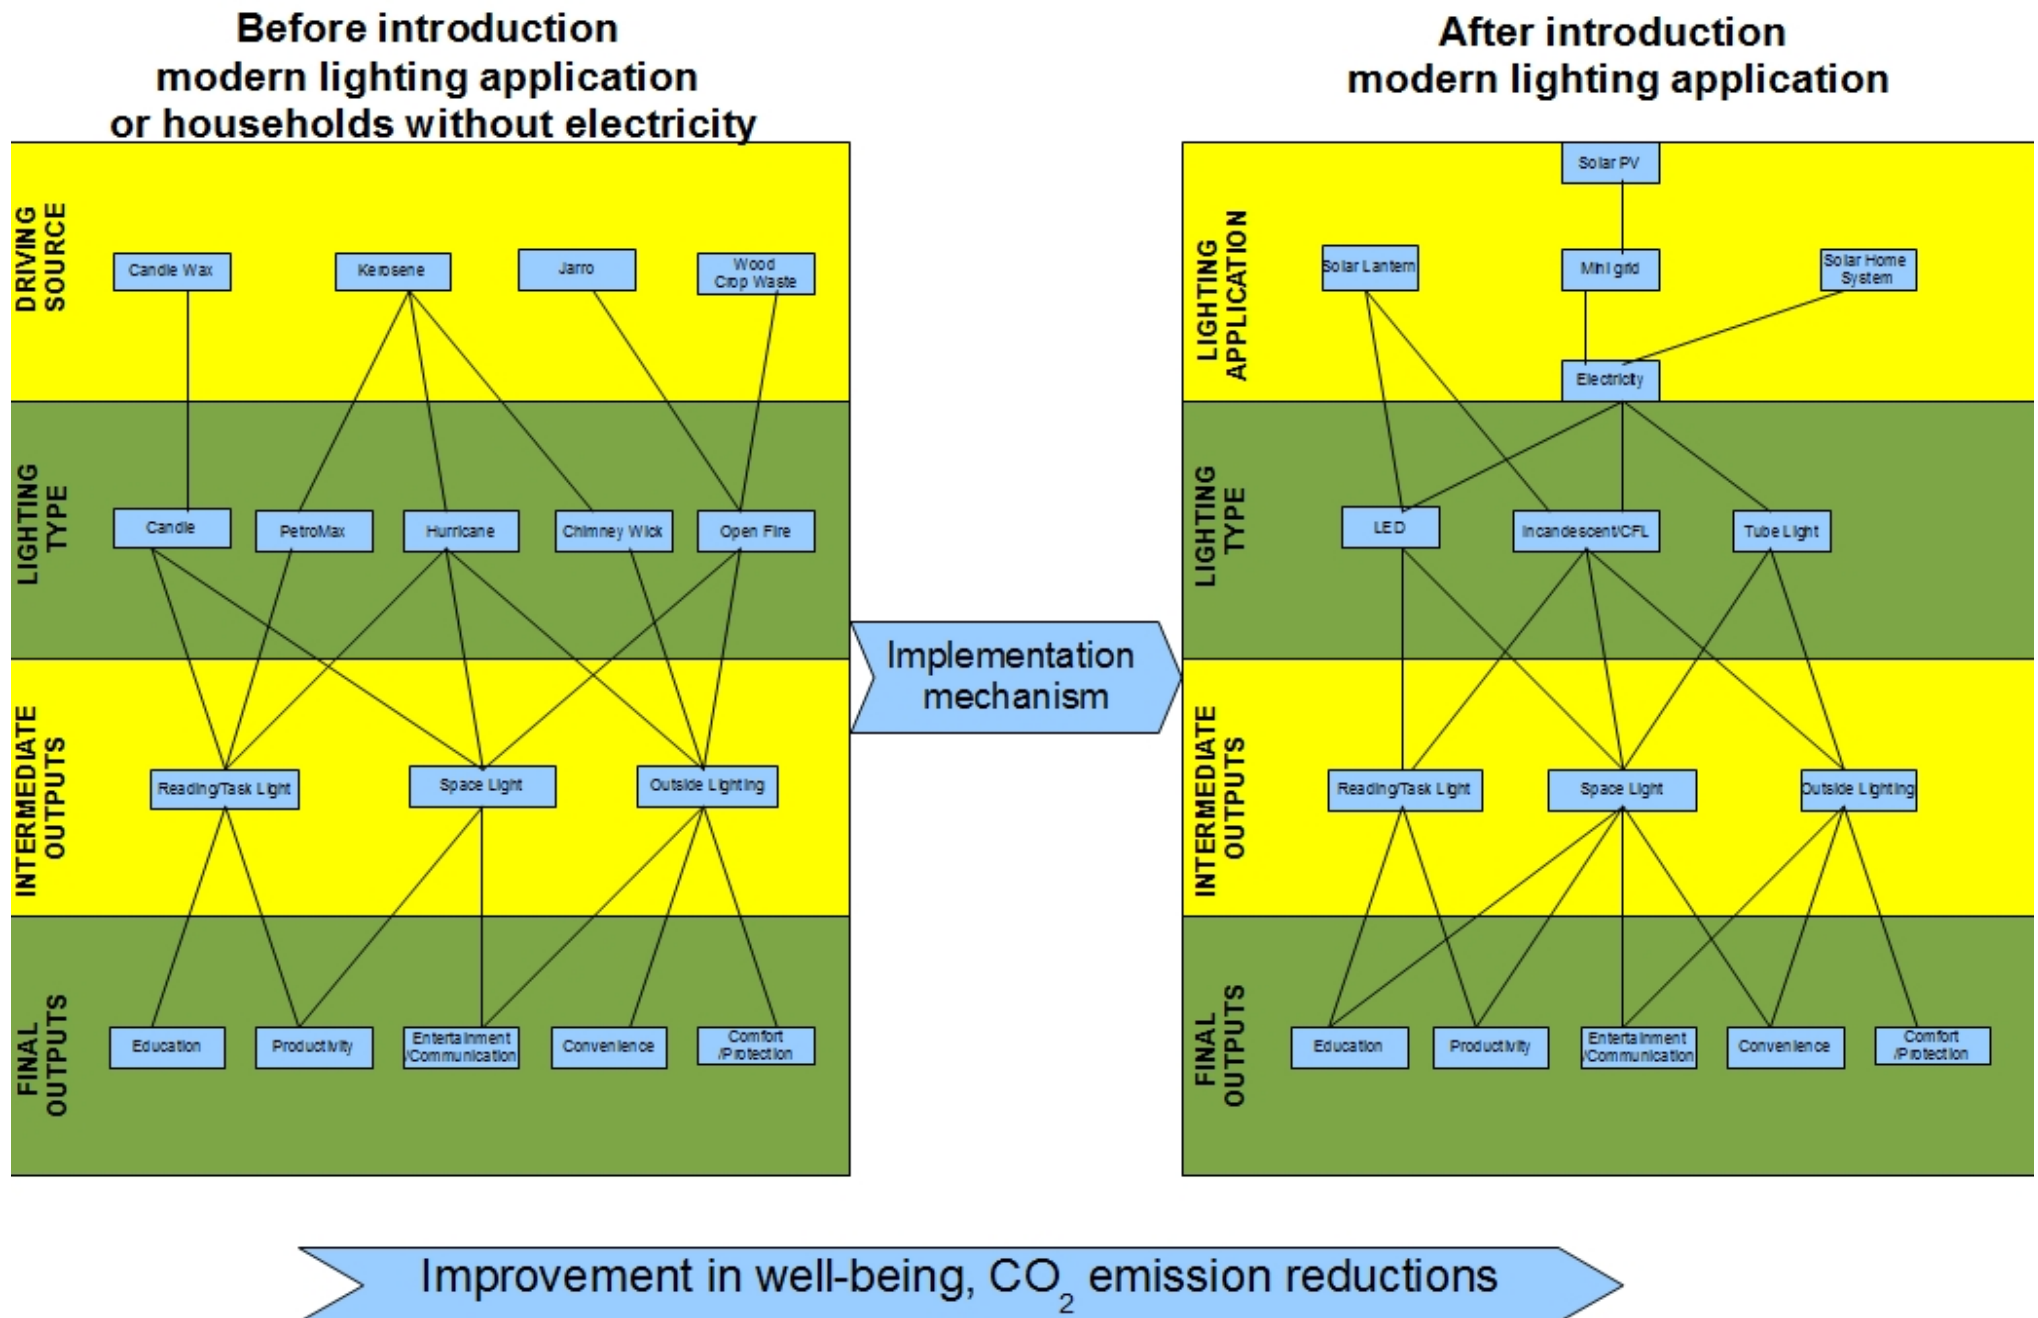 Before introduction
modern lighting application
or households without electricity
DRIVING
SOURCE
Candle Wax
Kerosene
Jarro
Wood
Crop Waste
LIGHTING
TYPE
Candle
PetroMax
Hurricane
Chimney Wick
Open Fire
INTERMEDIATE
OUTPUTS
Reading/Task Light
Space Light
Outside Lighting
FINAL
OUTPUTS
Education
Productivity
Entertainment
/Communication
Convenience
Comfort
/Protection
Implementation
mechanism
After introduction
modern lighting application
LIGHTING
APPLICATION
Solar PV
Solar Lantern
Mini grid
Solar Home
System
Electricity
LIGHTING
TYPE
LED
Incandescent/CFL
Tube Light
INTERMEDIATE
OUTPUTS
Reading/Task Light
Space Light
Outside Lighting
FINAL
OUTPUTS
Education
Productivity
Entertainment
/Communication
Convenience
Comfort
/Protection
Improvement in well-being, CO₂ emission reductions